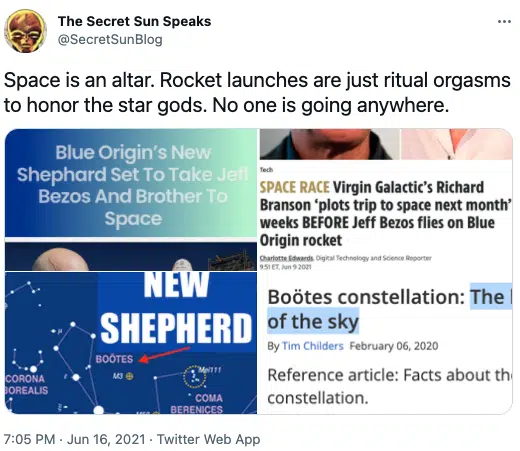 The Secret Sun Speaks
@SecretSunBlog
Space is an altar. Rocket launches are just ritual orgasms
to honor the star gods. No one is going anywhere.
Blue Origin's New
Shephard Set To Take Jeff
Bezos And Brother To
Space
Tech
SPACE RACE Virgin Galactic's Richard
Branson 'plots trip to space next month'
weeks BEFORE Jeff Bezos flies on Blue
Origin rocket
Charlotte Edwards, Digital Technology and Science Reporter
9:51 ET, Jun 9 2021
NEW
SHEPHERD
BOÖTES
μ
M3
Mel111
CORONA
BOREALIS
COMA
BERENICES
Boötes constellation: The
of the sky
By Tim Childers February 06, 2020
Reference article: Facts about th
constellation.
7:05 PM · Jun 16, 2021 · Twitter Web App